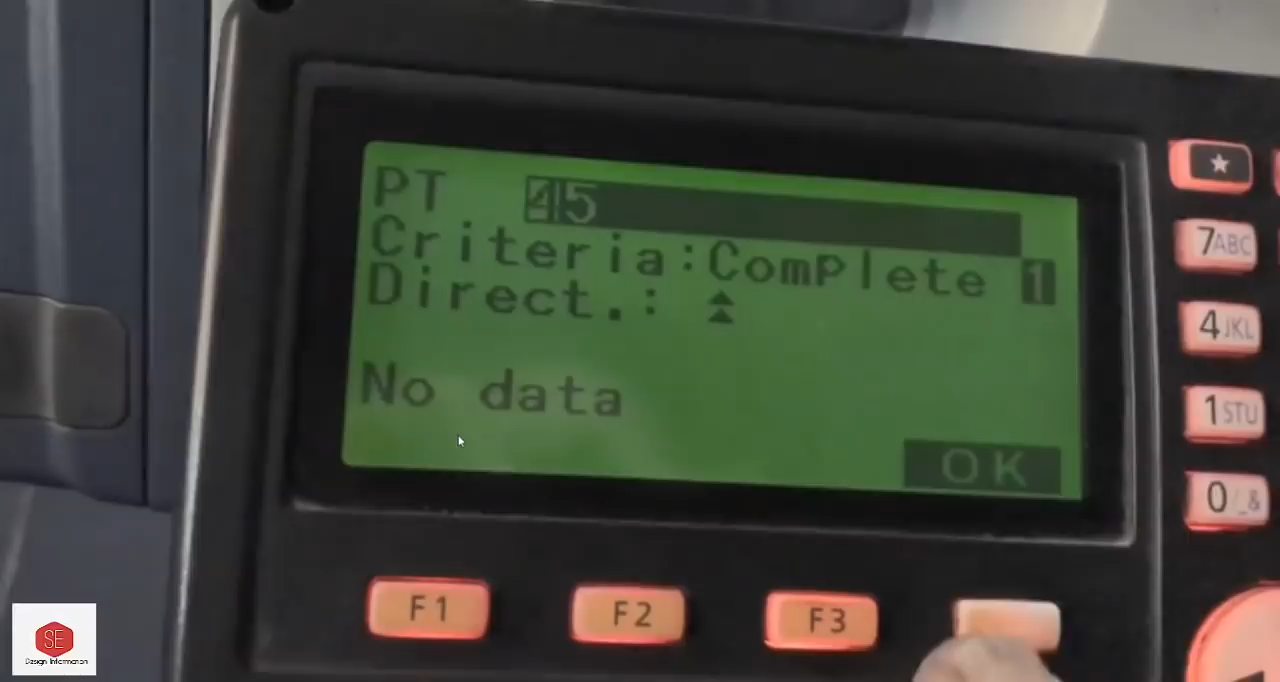 PT 45
Criteria:Complete 1
Direct.:
No data
OK
F1 F2 F3
★
7ABC
4JKL
1STU
0/_&
SE
Design Information